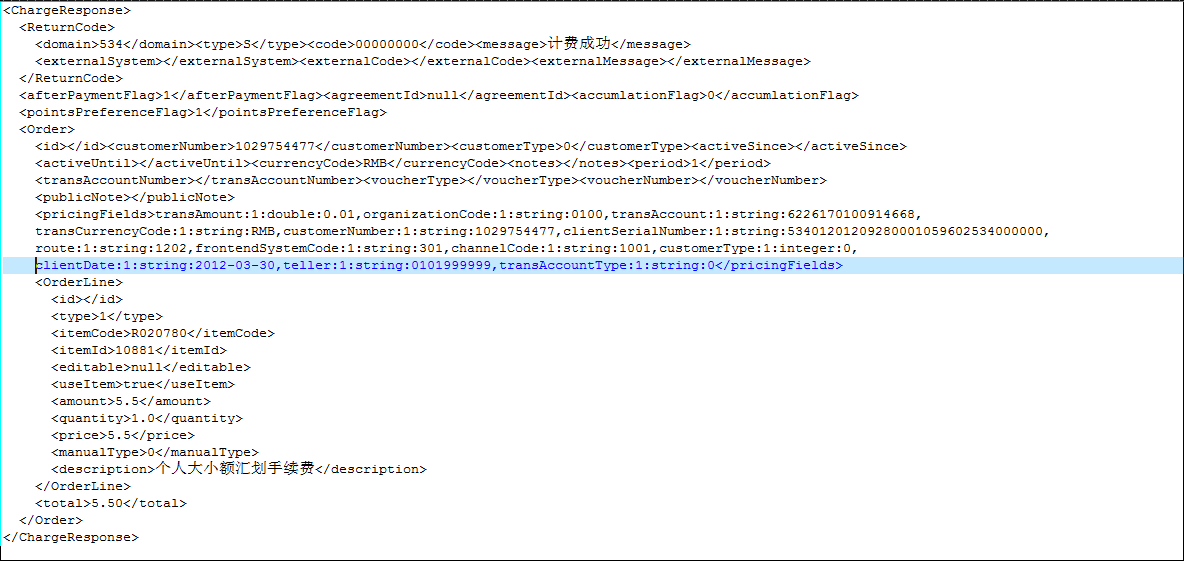 <ChargeResponse>
<ReturnCode>
<domain>534</domain><type>S</type><code>00000000</code><message>计费成功</message>
<externalSystem></externalSystem><externalCode></externalCode><externalMessage></externalMessage>
</ReturnCode>
<afterPaymentFlag>1</afterPaymentFlag><agreementId>null</agreementId><accumlationFlag>0</accumlationFlag>
<pointsPreferenceFlag>1</pointsPreferenceFlag>
<Order>
<id></id><customerNumber>1029754477</customerNumber><customerType>0</customerType><activeSince></activeSince>
<activeUntil></activeUntil><currencyCode>RMB</currencyCode><notes></notes><period>1</period>
<transAccountNumber></transAccountNumber><voucherType></voucherType><voucherNumber></voucherNumber>
<publicNote></publicNote>
<pricingFields>transAmount:1:double:0.01,organizationCode:1:string:0100,transAccount:1:string:6226170100914668,
transCurrencyCode:1:string:RMB,customerNumber:1:string:1029754477,clientSerialNumber:1:string:53401201209280001059602534000000,
route:1:string:1202,frontendSystemCode:1:string:301,channelCode:1:string:1001,customerType:1:integer:0,
clientDate:1:string:2012-03-30,teller:1:string:0101999999,transAccountType:1:string:0</pricingFields>
<OrderLine>
<id></id>
<type>1</type>
<itemCode>R020780</itemCode>
<itemId>10881</itemId>
<editable>null</editable>
<useItem>true</useItem>
<amount>5.5</amount>
<quantity>1.0</quantity>
<price>5.5</price>
<manualType>0</manualType>
<description>个人大小额汇划手续费</description>
</OrderLine>
<total>5.50</total>
</Order>
</ChargeResponse>